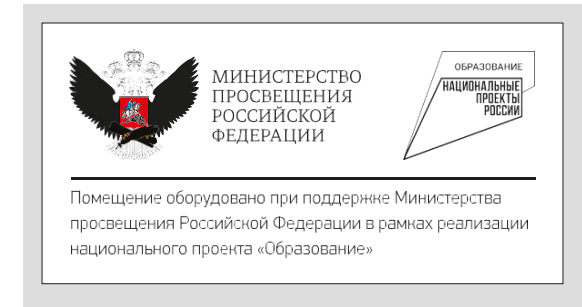 МИНИСТЕРСТВО
ПРОСВЕЩЕНИЯ
РОССИЙСКОЙ
ФЕДЕРАЦИИ
ОБРАЗОВАНИЕ
НАЦИОНАЛЬНЫЕ
ПРОЕКТЫ
РОССИИ
Помещение оборудовано при поддержке Министерства
просвещения Российской Федерации в рамках реализации
национального проекта «Образование»